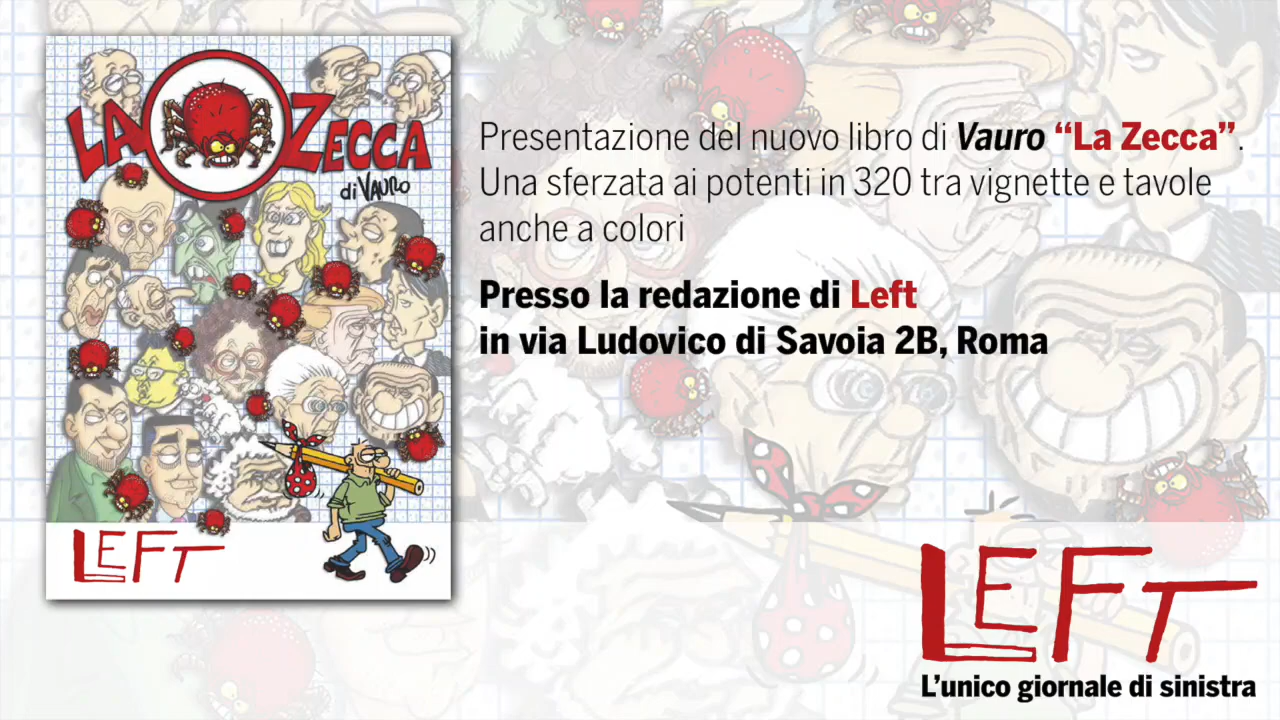 LA ZECCA
di VAURO
LEFT
Presentazione del nuovo libro di Vauro “La Zecca”.
Una sferzata ai potenti in 320 tra vignette e tavole
anche a colori
Presso la redazione di Left
in via Ludovico di Savoia 2B, Roma
LEFT
L’unico giornale di sinistra